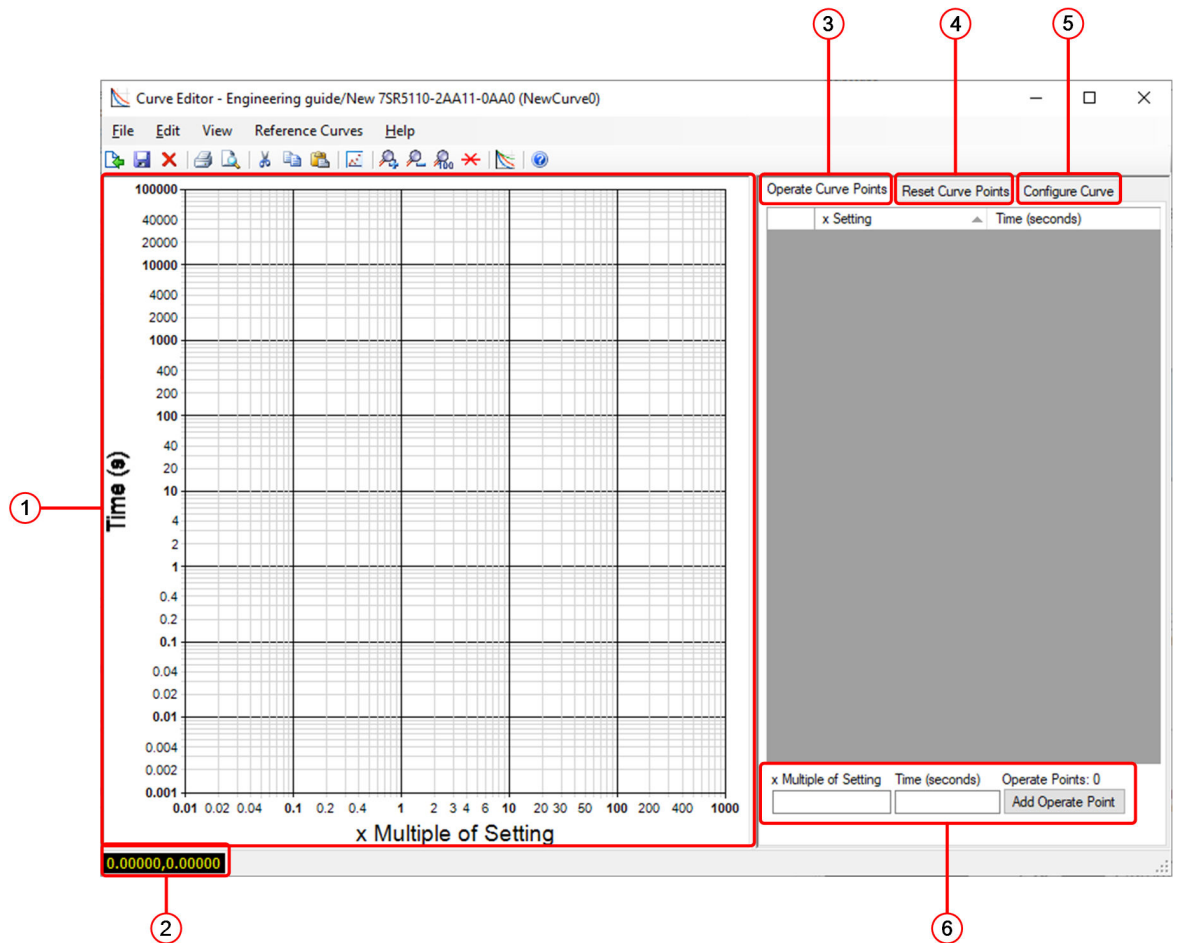 3 4 5
Curve Editor - Engineering guide/New 7SR5110-2AA11-0AA0 (NewCurve0)
File Edit View Reference Curves Help
100
Operate Curve Points Reset Curve Points Configure Curve
x Setting Time (seconds)
100000
40000
20000
10000
4000
2000
1000
400
200
100
40
20
10
4
2
1
0.4
0.2
0.1
0.04
0.02
0.01
0.004
0.002
0.001
Time (s)
1
0.01 0.02 0.04 0.1 0.2 0.4 1 2 3 4 6 10 20 30 50 100 200 400 1000
x Multiple of Setting
x Multiple of Setting Time (seconds) Operate Points: 0
Add Operate Point
0.00000,0.00000
2 6